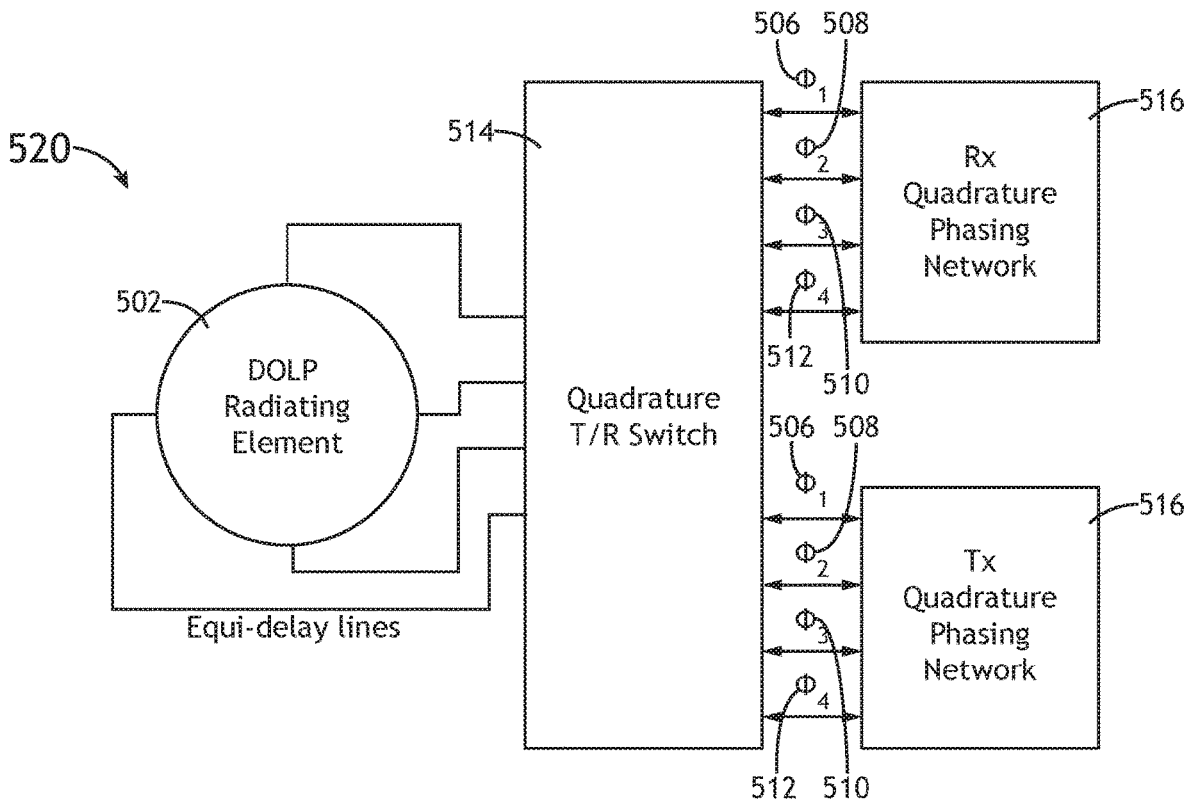 506 508
Φ1
516
514
520
Φ2
Rx
Quadrature
Phasing
Network
Φ3
Φ4
502
512
510
DOLP
Radiating
Element
Quadrature
T/R Switch
506 508
Φ1
516
Φ2
Tx
Quadrature
Phasing
Network
Equi-delay lines
Φ3
Φ4
512 510